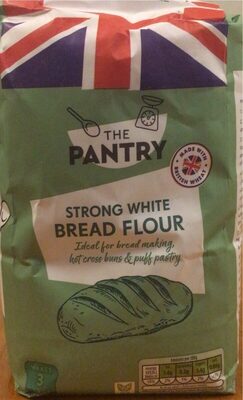 THE
PANTRY
MADE WITH
BRITISH WHEAT
STRONG WHITE
BREAD FLOUR
Ideal for bread making,
hot cross buns & puff pastry
3